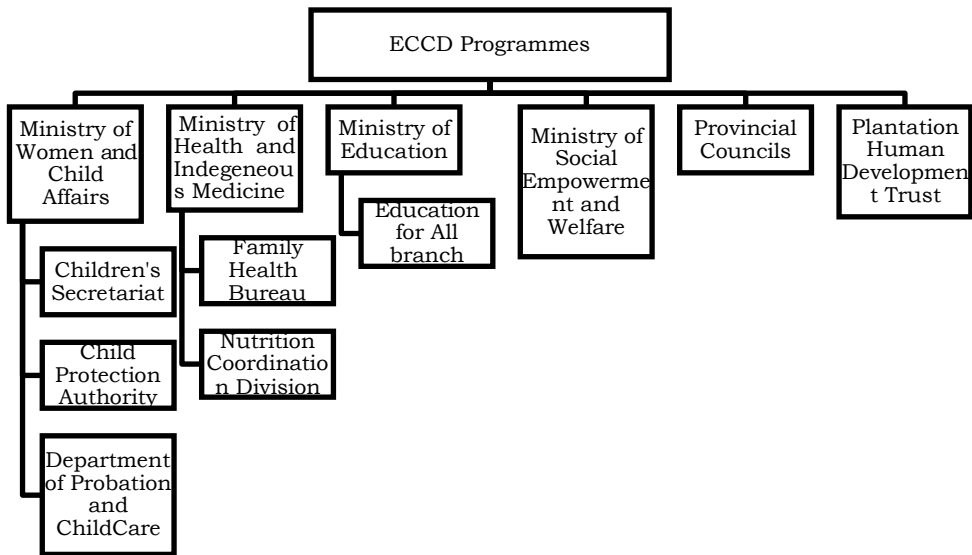 ECCD Programmes
Ministry of
Women and
Child
Affairs
Ministry of
Health and
Indegeneou
s Medicine
Ministry of
Education
Ministry of
Social
Empowerme
nt and
Welfare
Provincial
Councils
Plantation
Human
Developmen
t Trust
Children's
Secretariat
Child
Protection
Authority
Department
of Probation
and
ChildCare
Family
Health
Bureau
Nutrition
Coordinatio
n Division
Education
for All
branch